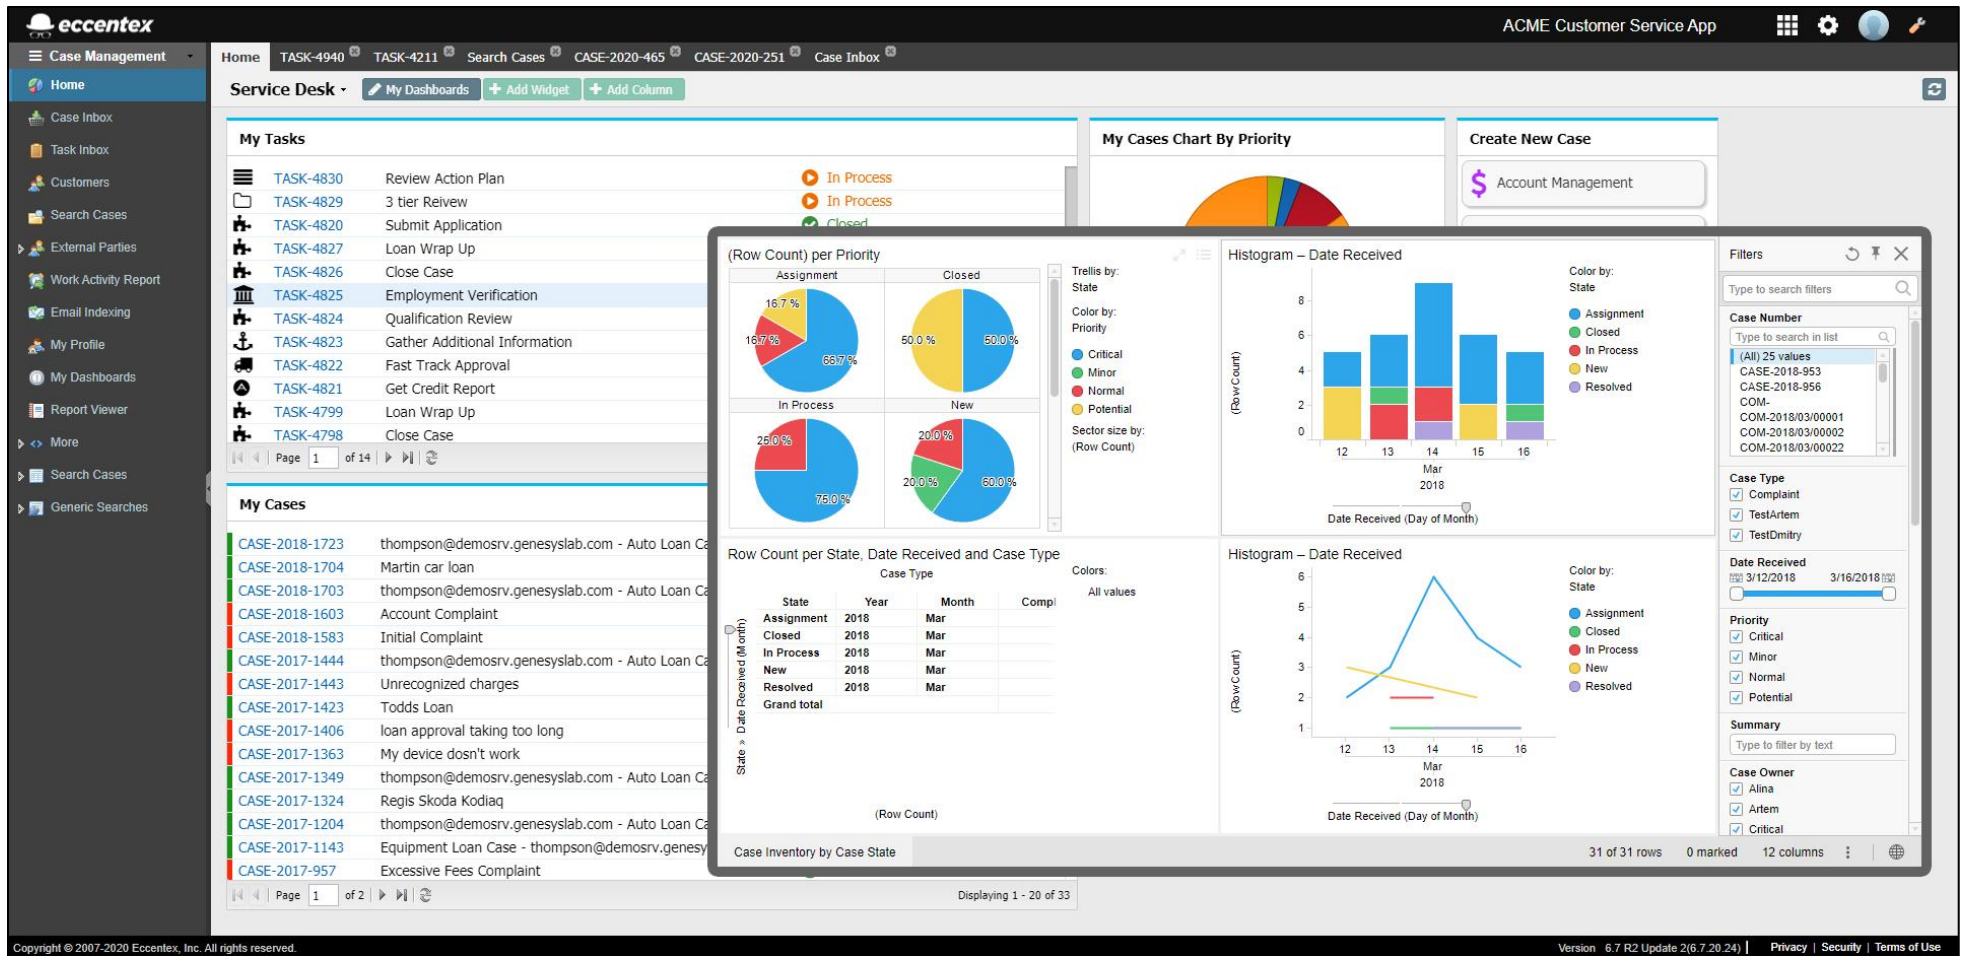 eccentex
ACME Customer Service App
Case Management
Home TASK-4940 TASK-4211 Search Cases CASE-2020-465 CASE-2020-251 Case Inbox
Home
Case Inbox
Task Inbox
Customers
Search Cases
External Parties
Work Activity Report
Email Indexing
My Profile
My Dashboards
Report Viewer
More
Search Cases
Generic Searches
Service Desk My Dashboards Add Widget Add Column
My Tasks
TASK-4830 Review Action Plan In Process
TASK-4829 3 tier Reivew In Process
TASK-4820 Submit Application Closed
TASK-4827 Loan Wrap Up
TASK-4826 Close Case
TASK-4825 Employment Verification
TASK-4824 Qualification Review
TASK-4823 Gather Additional Information
TASK-4822 Fast Track Approval
TASK-4821 Get Credit Report
TASK-4799 Loan Wrap Up
TASK-4798 Close Case
Page 1 of 14
My Cases Chart By Priority
Create New Case
Account Management
My Cases
CASE-2018-1723 thompson@demosrv.genesyslab.com - Auto Loan Ca
CASE-2018-1704 Martin car loan
CASE-2018-1703 thompson@demosrv.genesyslab.com - Auto Loan Ca
CASE-2018-1603 Account Complaint
CASE-2018-1583 Initial Complaint
CASE-2017-1444 thompson@demosrv.genesyslab.com - Auto Loan Ca
CASE-2017-1443 Unrecognized charges
CASE-2017-1423 Todds Loan
CASE-2017-1406 loan approval taking too long
CASE-2017-1363 My device dosn't work
CASE-2017-1349 thompson@demosrv.genesyslab.com - Auto Loan Ca
CASE-2017-1324 Regis Skoda Kodiaq
CASE-2017-1204 thompson@demosrv.genesyslab.com - Auto Loan Ca
CASE-2017-1143 Equipment Loan Case - thompson@demosrv.genesy
CASE-2017-957 Excessive Fees Complaint
Page 1 of 2
Displaying 1 - 20 of 33
(Row Count) per Priority
Assignment Closed
16.7 %
16.7 %
66.7 %
50.0 % 50.0 %
In Process New
25.0 %
75.0 %
20.0 %
20.0 %
60.0 %
Trellis by:
State
Color by:
Priority
Critical
Minor
Normal
Potential
Sector size by:
(Row Count)
Histogram – Date Received
(Row Count)
8
6
4
2
0
12 13 14 15 16
Mar
2018
Date Received (Day of Month)
Color by:
State
Assignment
Closed
In Process
New
Resolved
Row Count per State, Date Received and Case Type
Case Type
State Year Month Compl
Assignment 2018 Mar
Closed 2018 Mar
In Process 2018 Mar
New 2018 Mar
Resolved 2018 Mar
Grand total
State » Date Received (Month)
(Row Count)
Colors:
All values
Histogram – Date Received
(Row Count)
6
5
4
3
2
1
12 13 14 15 16
Mar
2018
Date Received (Day of Month)
Color by:
State
Assignment
Closed
In Process
New
Resolved
Filters
Type to search filters
Case Number
Type to search in list
(All) 25 values
CASE-2018-953
CASE-2018-956
COM-
COM-2018/03/00001
COM-2018/03/00002
COM-2018/03/00022
Case Type
Complaint
TestArtem
TestDmitry
Date Received
3/12/2018 3/16/2018
Priority
Critical
Minor
Normal
Potential
Summary
Type to filter by text
Case Owner
Alina
Artem
Critical
Case Inventory by Case State
31 of 31 rows 0 marked 12 columns
Copyright © 2007-2020 Eccentex, Inc. All rights reserved.
Version 6.7 R2 Update 2(6.7.20.24) | Privacy | Security | Terms of Use